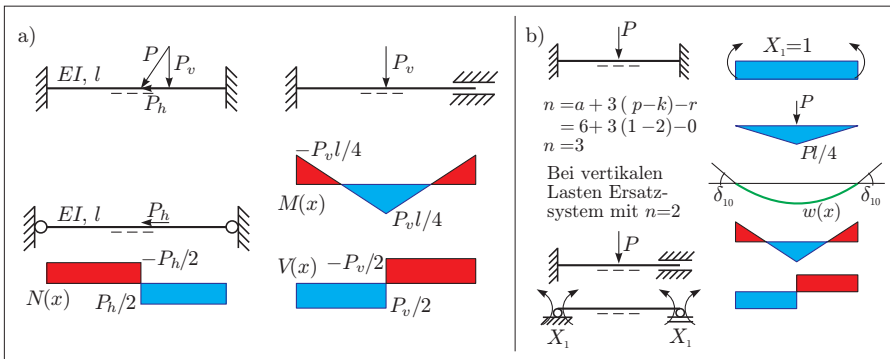 a)
P
P_v
EI, l
P_h
P_v
−P_v l/4
M(x)
P_v l/4
EI, l
P_h
−P_h/2
N(x)
P_h/2
V(x)
−P_v/2
P_v/2
b)
P
X_1=1
n=a+3(p−k)−r
=6+3(1−2)−0
n=3
P
Pl/4
Bei vertikalen
Lasten Ersatz-
system mit n=2
δ_10
w(x)
δ_10
P
X_1
X_1